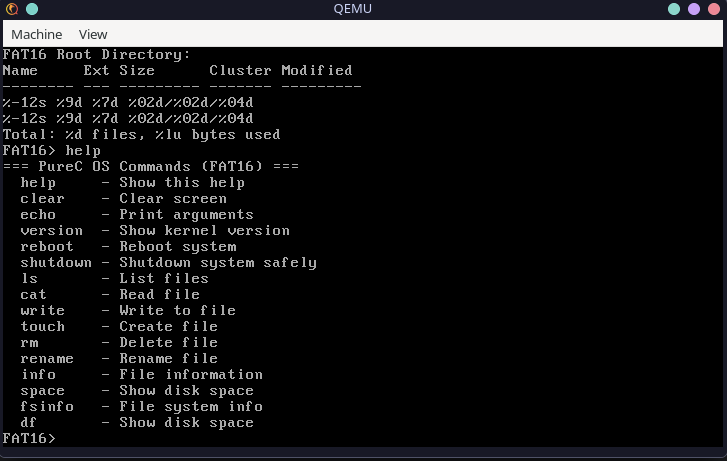 QEMU
Machine View
FAT16 Root Directory:
Name     Ext Size      Cluster Modified
-------- --- --------- ------- ---------
%-12s %9d %7d %02d/%02d/%04d
%-12s %9d %7d %02d/%02d/%04d
Total: %d files, %lu bytes used
FAT16> help
=== PureC OS Commands (FAT16) ===
  help     - Show this help
  clear    - Clear screen
  echo     - Print arguments
  version  - Show kernel version
  reboot   - Reboot system
  shutdown - Shutdown system safely
  ls       - List files
  cat      - Read file
  write    - Write to file
  touch    - Create file
  rm       - Delete file
  rename   - Rename file
  info     - File information
  space    - Show disk space
  fsinfo   - File system info
  df       - Show disk space
FAT16>